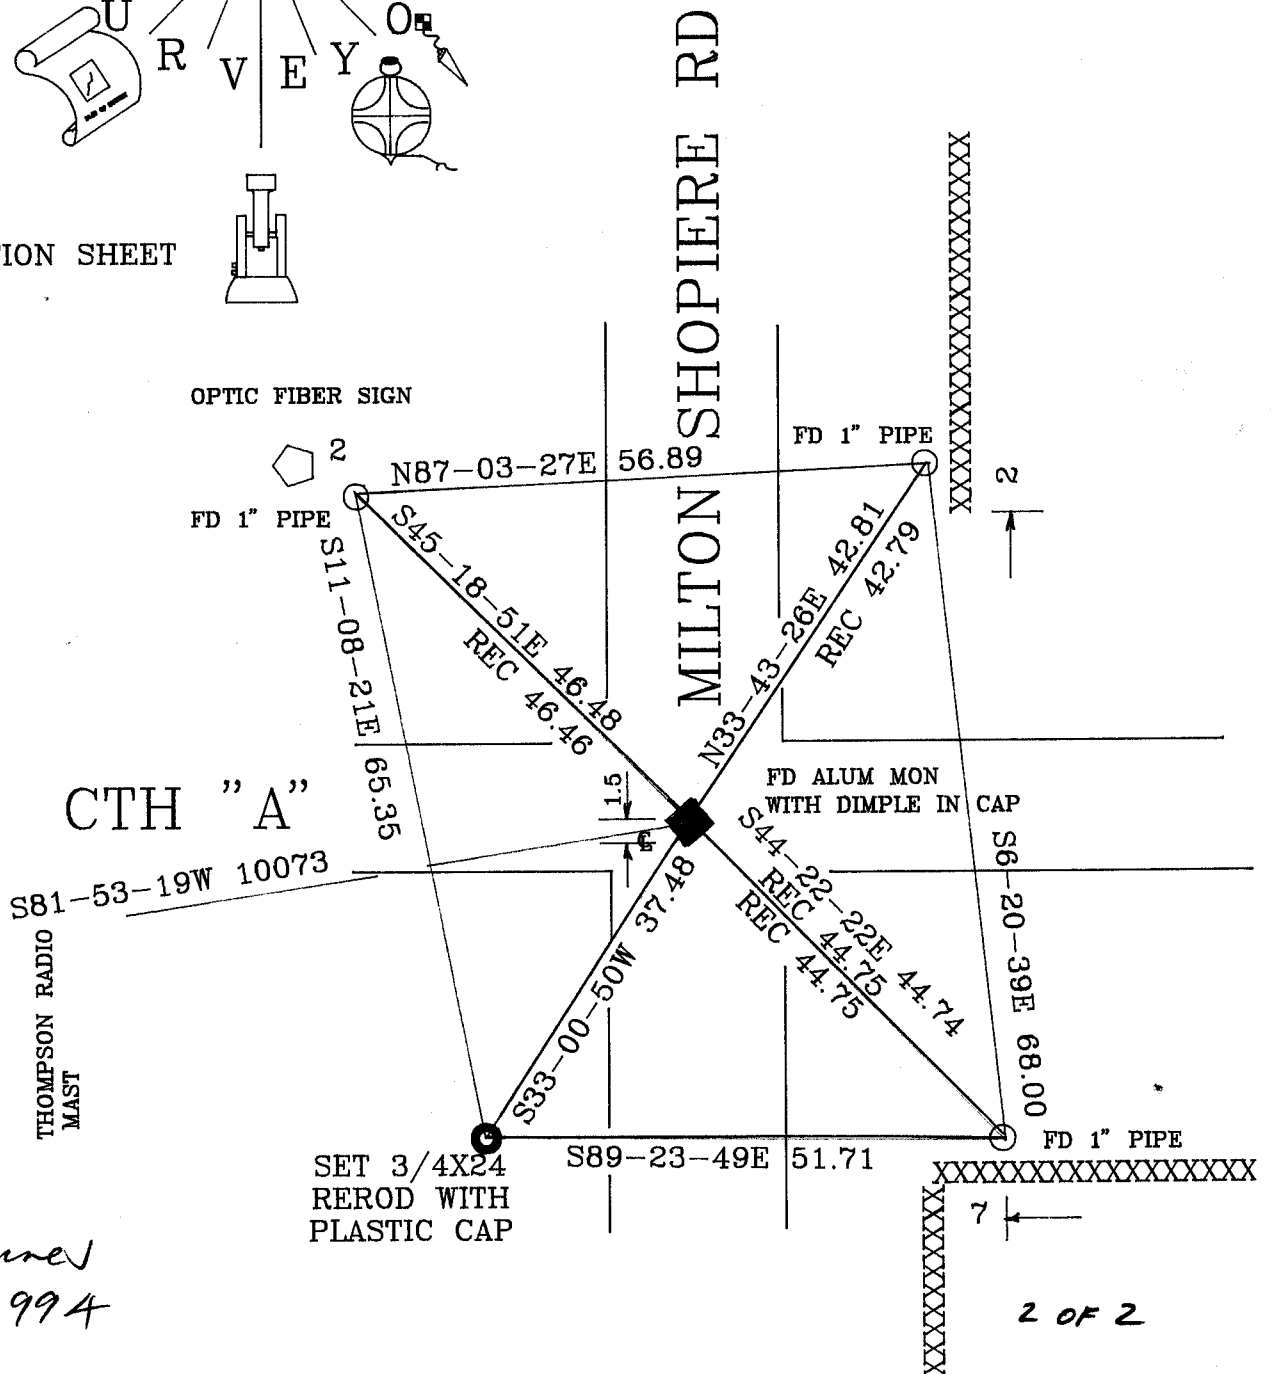 U R V E Y O
TION SHEET
MILTON SHOPIERE RD
OPTIC FIBER SIGN
2
FD 1" PIPE
N87-03-27E 56.89
FD 1" PIPE
2
S45-18-51E 46.48
REC 46.46
N33-43-26E 42.81
REC 42.79
S11-08-21E 65.35
CTH "A"
1.5
℄
FD ALUM MON
WITH DIMPLE IN CAP
S81-53-19W 10073
THOMPSON RADIO
MAST
S44-22-22E 44.74
REC 44.75
REC 44.75
S6-20-39E 68.00
S33-00-50W 37.48
S89-23-49E 51.71
FD 1" PIPE
SET 3/4X24
REROD WITH
PLASTIC CAP
XXXXXXXXXXXXXXXXX
7
994
2 OF 2